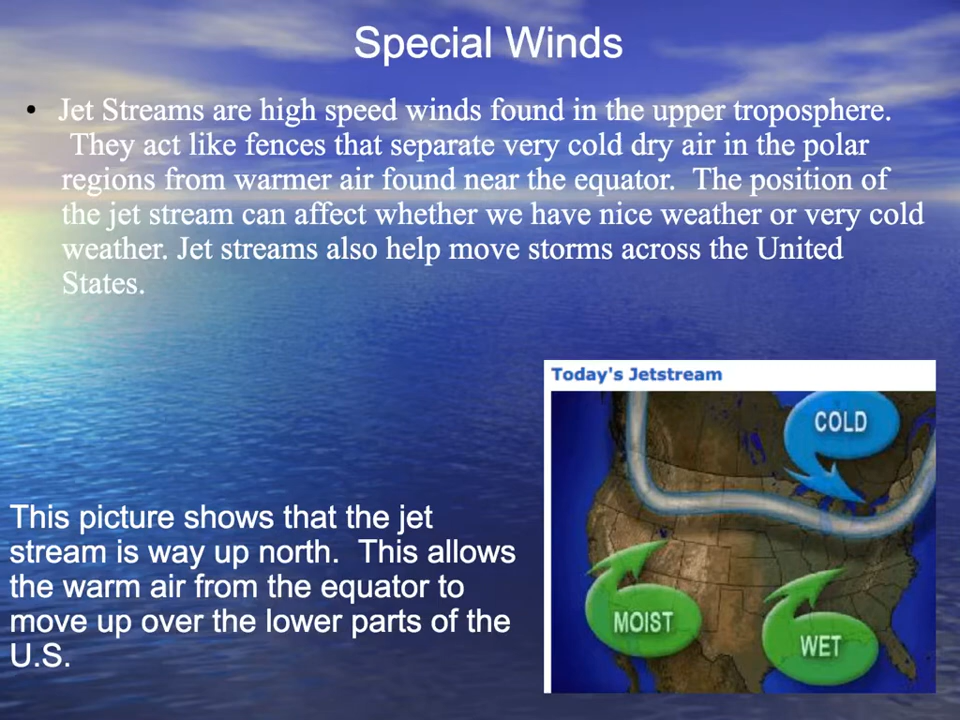 Special Winds
• Jet Streams are high speed winds found in the upper troposphere.
They act like fences that separate very cold dry air in the polar
regions from warmer air found near the equator.  The position of
the jet stream can affect whether we have nice weather or very cold
weather. Jet streams also help move storms across the United
States.
Today's Jetstream
COLD
MOIST
WET
This picture shows that the jet
stream is way up north.  This allows
the warm air from the equator to
move up over the lower parts of the
U.S.